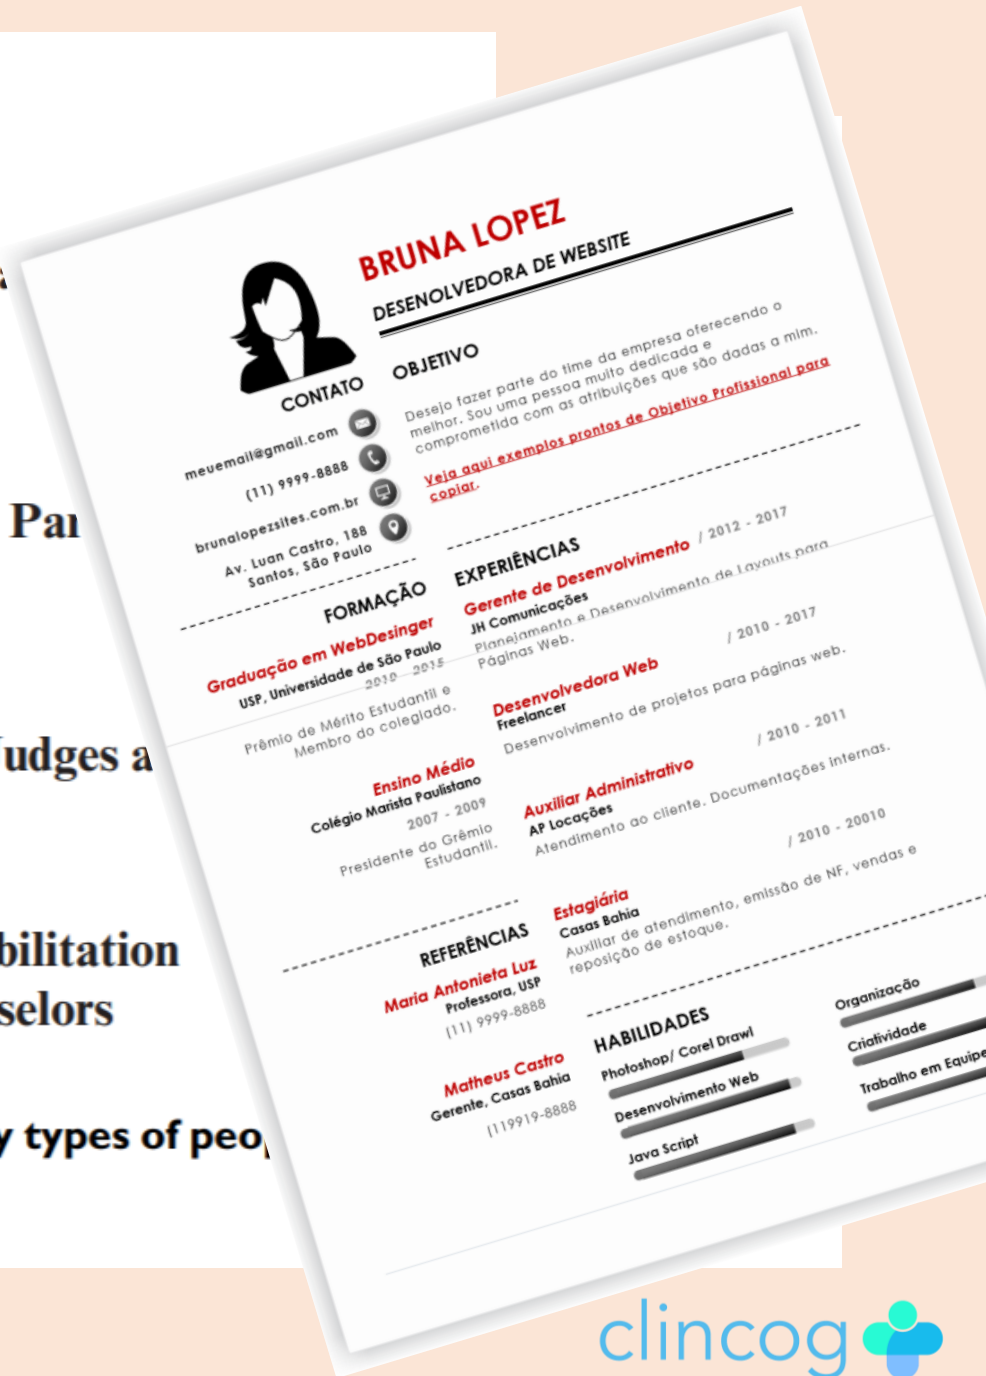 BRUNA LOPEZ
DESENOLVEDORA DE WEBSITE
CONTATO
meuemail@gmail.com
(11) 9999-8888
brunalopezsites.com.br
Av. Luan Castro, 188
Santos, São Paulo
OBJETIVO
Desejo fazer parte do time da empresa oferecendo o
melhor. Sou uma pessoa muito dedicada e
comprometida com as atribuições que são dadas a mim.
Veja aqui exemplos prontos de Objetivo Profissional para
copiar.
FORMAÇÃO
Graduação em WebDesinger
USP, Universidade de São Paulo
2010 - 2015
Prêmio de Mérito Estudantil e
Membro do colegiado.
Ensino Médio
Colégio Marista Paulistano
2007 - 2009
Presidente do Grêmio
Estudantil.
EXPERIÊNCIAS
Gerente de Desenvolvimento / 2012 - 2017
JH Comunicações
Planejamento e Desenvolvimento de Layouts para
Páginas Web.
Desenvolvedora Web / 2010 - 2017
Freelancer
Desenvolvimento de projetos para páginas web.
Auxiliar Administrativo / 2010 - 2011
AP Locações
Atendimento ao cliente. Documentações internas.
Estagiária / 2010 - 20010
Casas Bahia
Auxiliar de atendimento, emissão de NF, vendas e
reposição de estoque.
REFERÊNCIAS
Maria Antonieta Luz
Professora, USP
(11) 9999-8888
Matheus Castro
Gerente, Casas Bahia
(119919-8888
HABILIDADES
Photoshop/ Corel Drawl
Desenvolvimento Web
Java Script
Organização
Criatividade
Trabalho em Equipe
Par
udges a
bilitation
selors
y types of peop
clincog